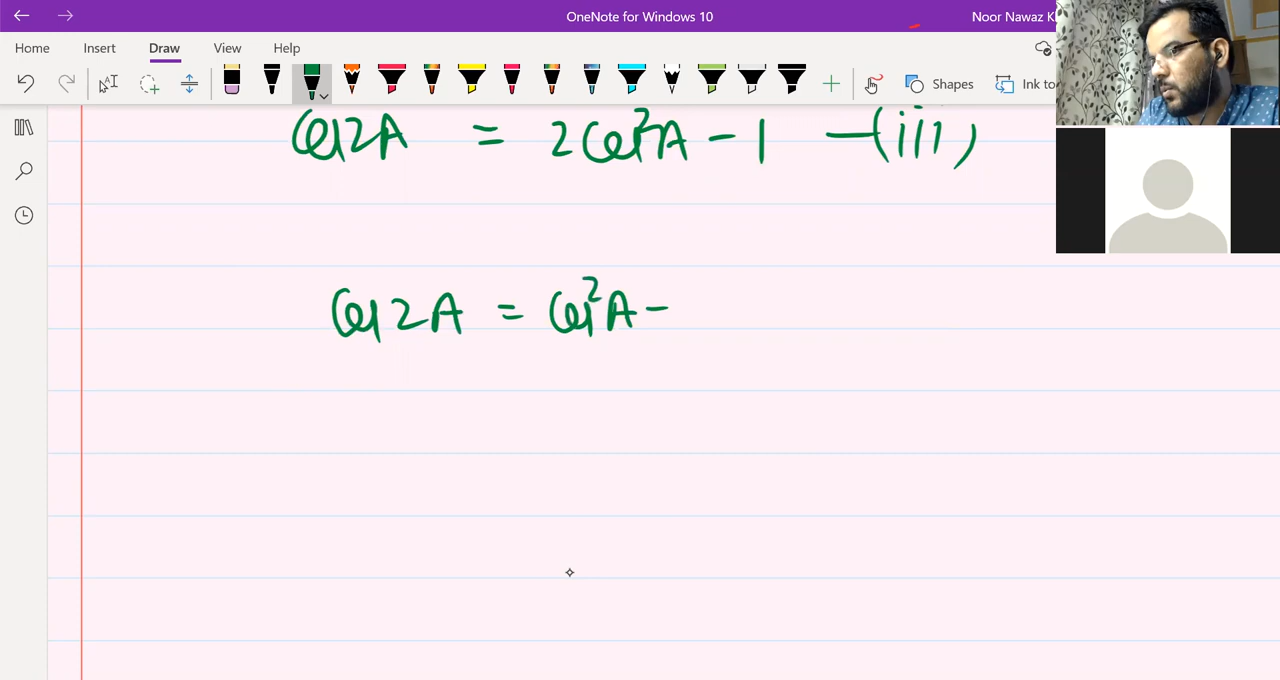 OneNote for Windows 10
Noor Nawaz K
Home Insert Draw View Help
Shapes Ink to
Cos2A = 2Cos²A - 1 —(iii)
Cos2A = Cos²A -